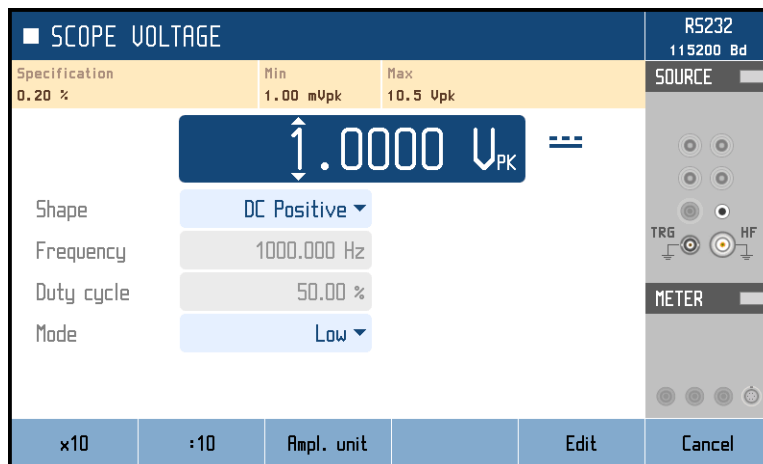 SCOPE VOLTAGE
RS232
115200 Bd
Specification Min Max
0.20 % 1.00 mVpk 10.5 Vpk
SOURCE
1.0000 VPK
Shape DC Positive
Frequency 1000.000 Hz
Duty cycle 50.00 %
Mode Low
TRG HF
METER
x10 :10 Ampl. unit Edit Cancel